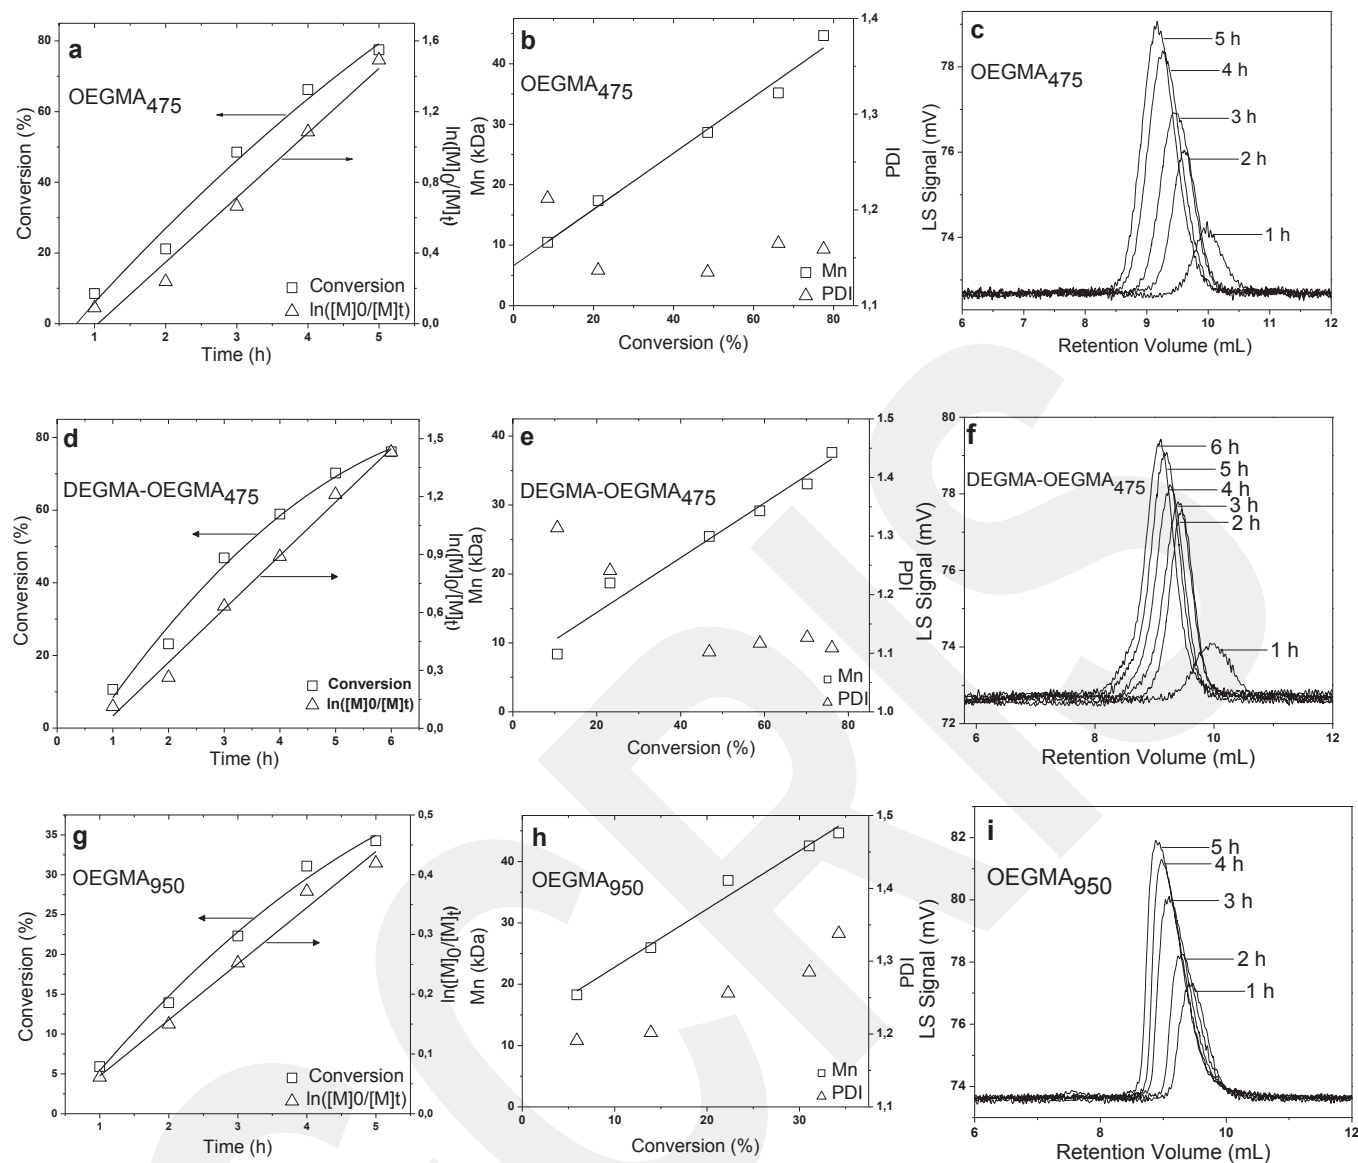 a
OEGMA475
Conversion (%)
80
60
40
20
0
1 2 3 4 5
Time (h)
1,6
1,2
0,8
0,4
0,0
ln([M]0/[M]t)
Conversion
ln([M]0/[M]t)
b
OEGMA475
Mn (kDa)
40
30
20
10
0
0 20 40 60 80
Conversion (%)
1,4
1,3
1,2
1,1
PDI
Mn
PDI
c
OEGMA475
LS Signal (mV)
78
76
74
6 7 8 9 10 11 12
Retention Volume (mL)
5 h
4 h
3 h
2 h
1 h
d
DEGMA-OEGMA475
Conversion (%)
80
60
40
20
0
0 1 2 3 4 5 6
Time (h)
1,5
1,2
0,9
0,6
0,3
0,0
ln([M]0/[M]t)
Conversion
ln([M]0/[M]t)
e
DEGMA-OEGMA475
Mn (kDa)
40
30
20
10
0
0 20 40 60 80
Conversion (%)
1.5
1.4
1.3
1.2
1.1
1.0
PDI
Mn
PDI
f
DEGMA-OEGMA475
LS Signal (mV)
80
78
76
74
72
6 8 10 12
Retention Volume (mL)
6 h
5 h
4 h
3 h
2 h
1 h
g
OEGMA950
Conversion (%)
35
30
25
20
15
10
5
0
1 2 3 4 5
Time (h)
0,5
0,4
0,3
0,2
0,1
0,0
ln([M]0/[M]t)
Conversion
ln([M]0/[M]t)
h
OEGMA950
Mn (kDa)
40
30
20
10
0
0 10 20 30
Conversion (%)
1,5
1,4
1,3
1,2
1,1
PDI
Mn
PDI
i
OEGMA950
LS Signal (mV)
82
80
78
76
74
6 7 8 9 10 11 12
Retention Volume (mL)
5 h
4 h
3 h
2 h
1 h
CCRIS